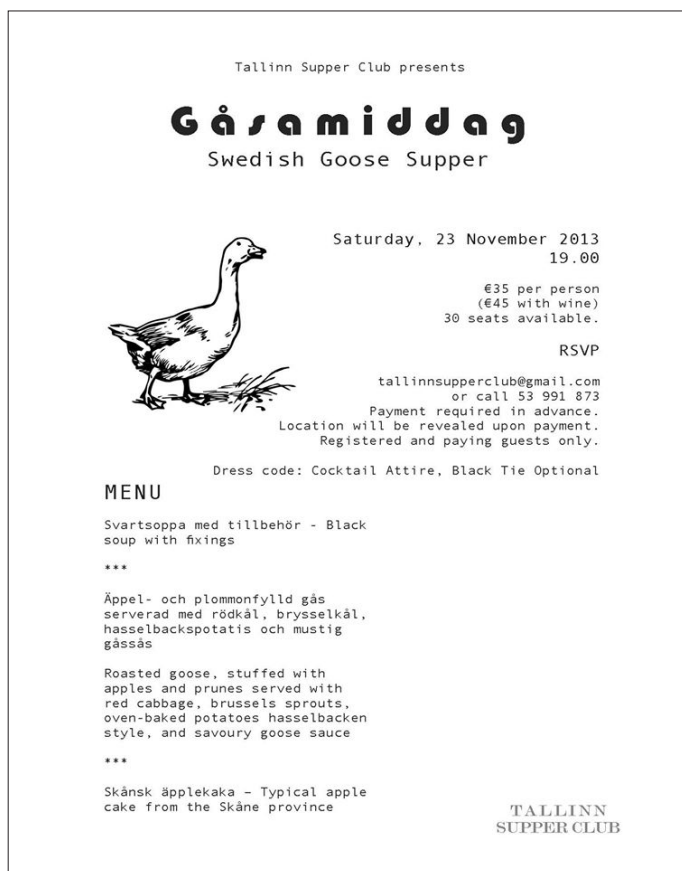 Tallinn Supper Club presents
Gåsamiddag
Swedish Goose Supper
Saturday, 23 November 2013
19.00
€35 per person
(€45 with wine)
30 seats available.
RSVP
tallinnsupperclub@gmail.com
or call 53 991 873
Payment required in advance.
Location will be revealed upon payment.
Registered and paying guests only.
Dress code: Cocktail Attire, Black Tie Optional
MENU
Svartsoppa med tillbehör - Black
soup with fixings
***
Äppel- och plommonfylld gås
serverad med rödkål, brysselkål,
hasselbackspotatis och mustig
gåssås
Roasted goose, stuffed with
apples and prunes served with
red cabbage, brussels sprouts,
oven-baked potatoes hasselbacken
style, and savoury goose sauce
***
Skånsk äpplekaka – Typical apple
cake from the Skåne province
TALLINN
SUPPER CLUB